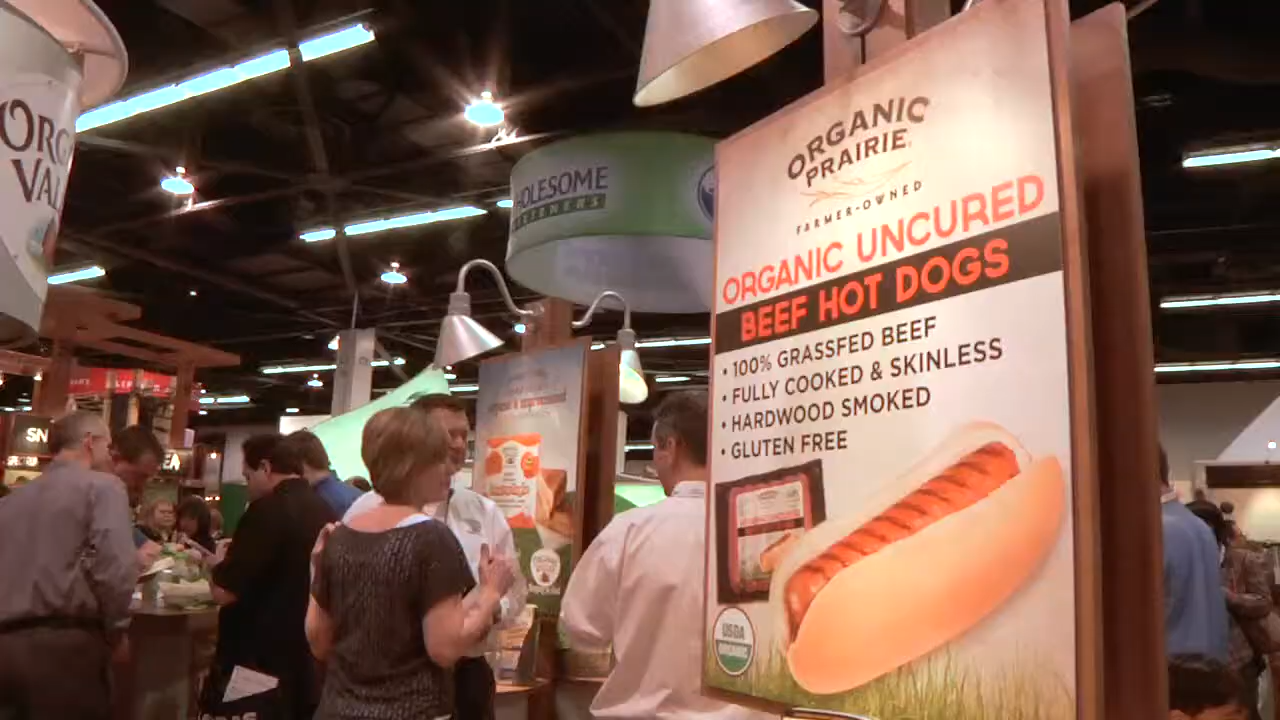 ORG
VAL
HOLESOME
ORGANIC
PRAIRIE
FARMER-OWNED
ORGANIC UNCURED
BEEF HOT DOGS
• 100% GRASSFED BEEF
• FULLY COOKED & SKINLESS
• HARDWOOD SMOKED
• GLUTEN FREE
USDA
ORGANIC
SN